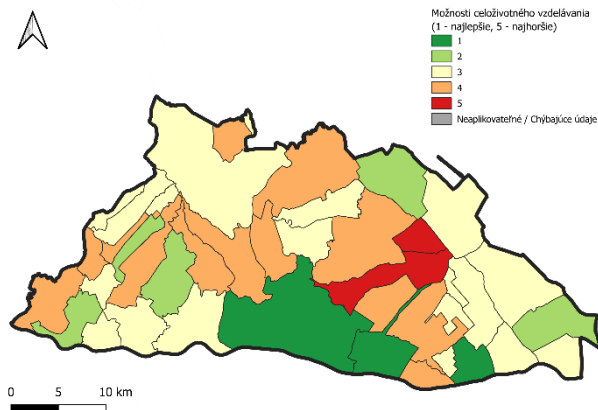 Možnosti celoživotného vzdelávania
(1 - najlepšie, 5 - najhoršie)
1
2
3
4
5
Neaplikovateľné / Chýbajúce údaje
0 5 10 km